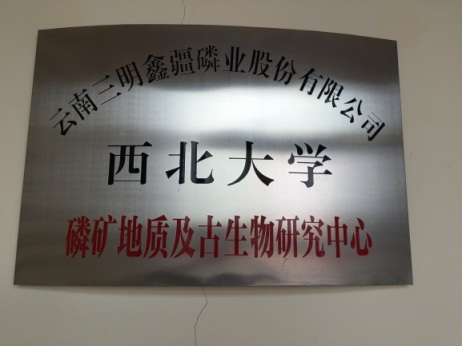 云南三明鑫疆磷业股份有限公司
西北大学
磷矿地质及古生物研究中心